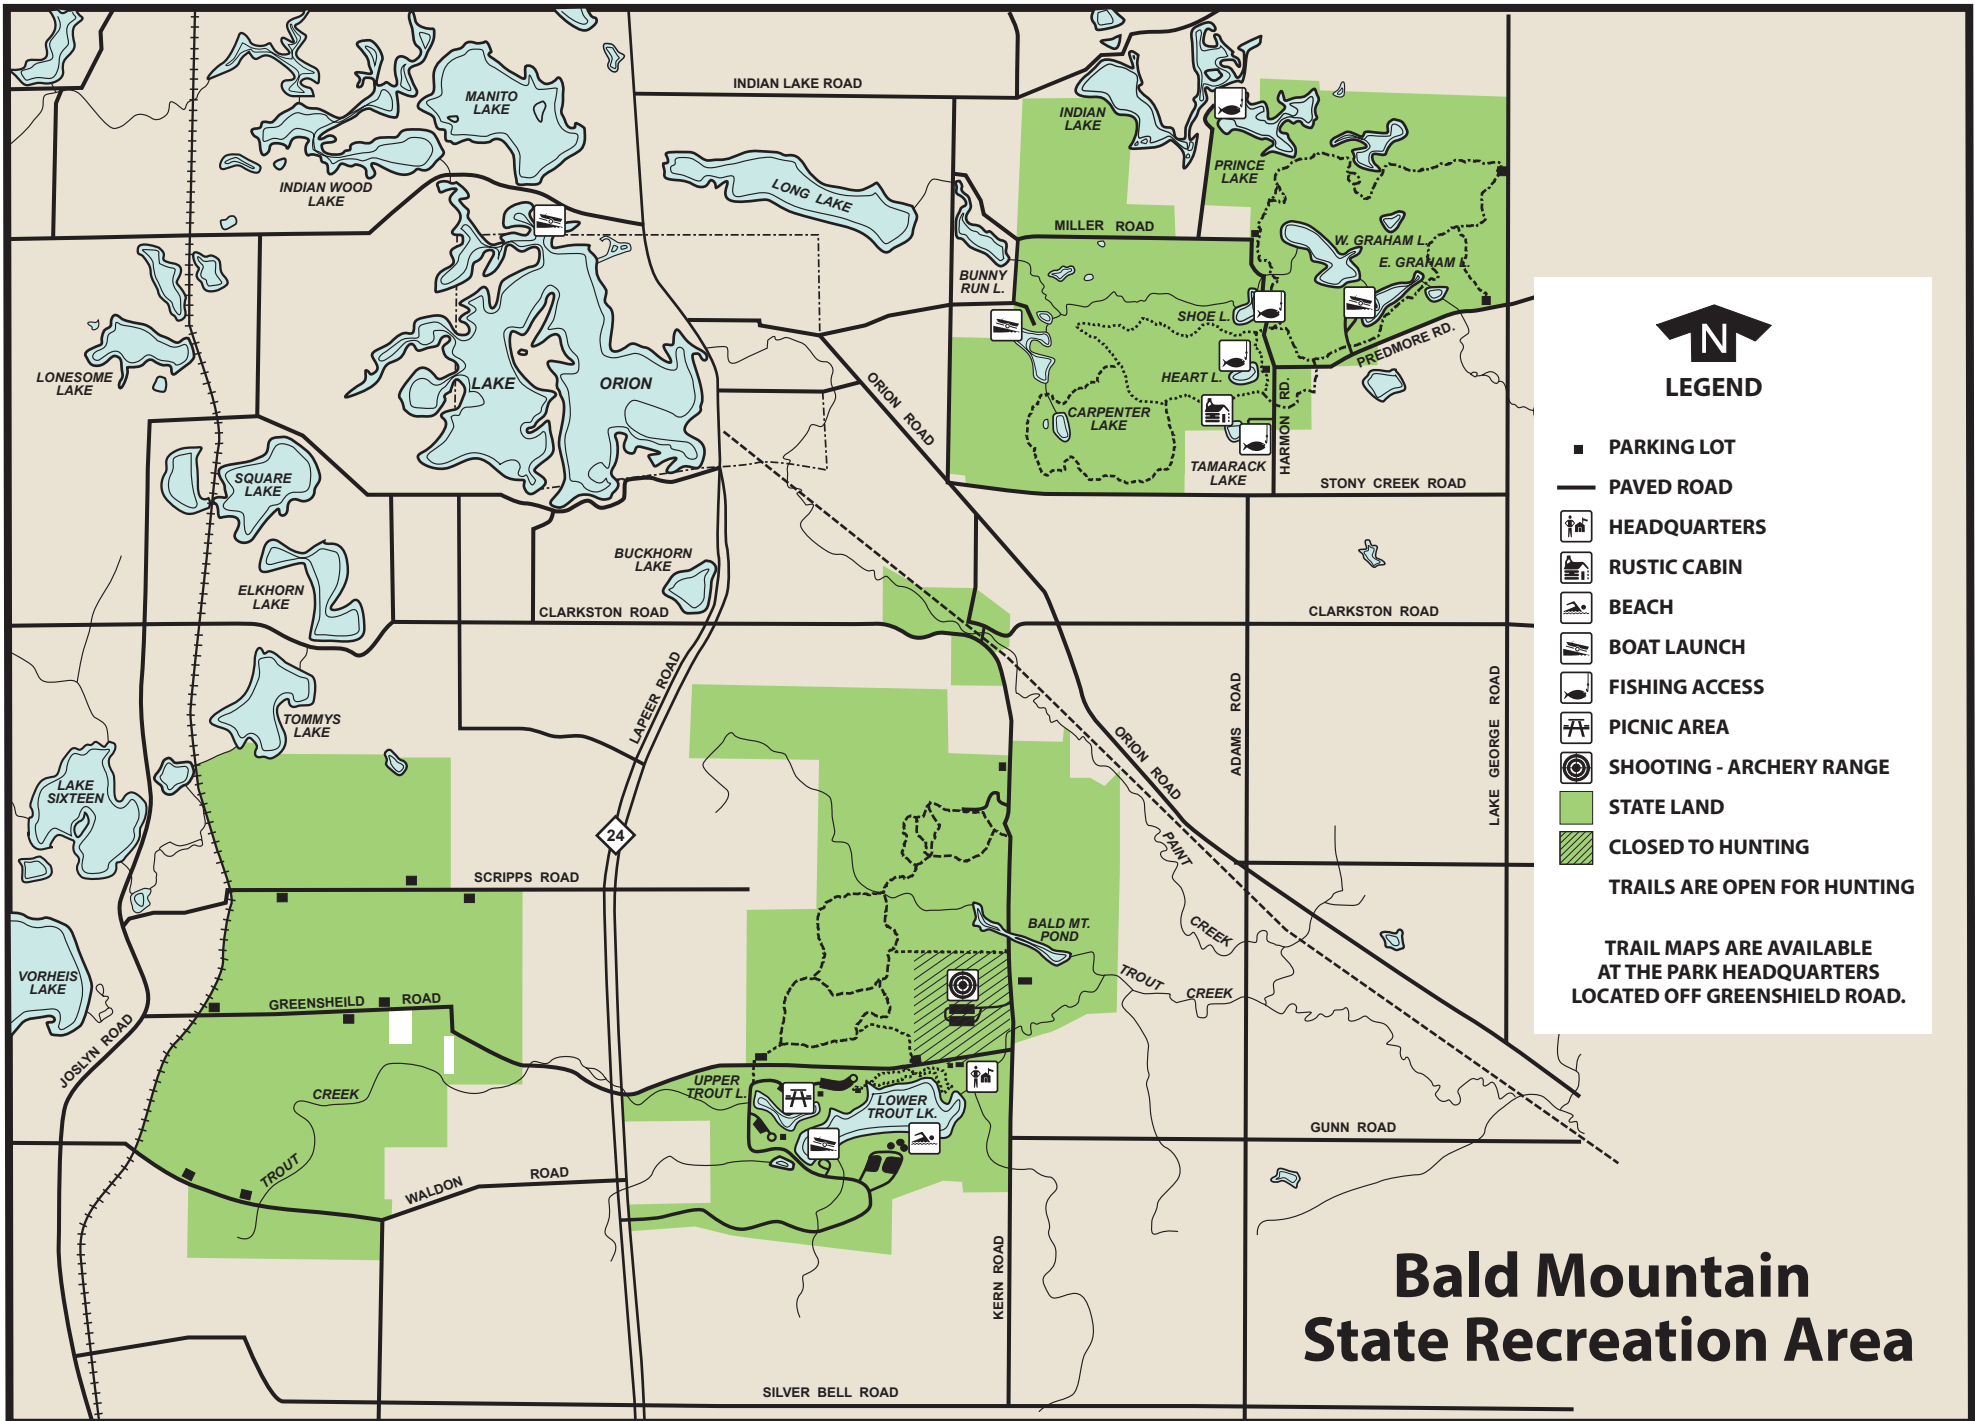 INDIAN LAKE ROAD
MANITO
LAKE
INDIAN
LAKE
PRINCE
LAKE
INDIAN WOOD
LAKE
LONG LAKE
MILLER ROAD
W. GRAHAM L.
E. GRAHAM L.
BUNNY
RUN L.
SHOE L.
PREDMORE RD.
LONESOME
LAKE
LAKE ORION
ORION ROAD
HEART L.
HARMON RD.
CARPENTER
LAKE
TAMARACK
LAKE
STONY CREEK ROAD
SQUARE
LAKE
BUCKHORN
LAKE
ELKHORN
LAKE
CLARKSTON ROAD
CLARKSTON ROAD
LAPEER ROAD
ADAMS ROAD
LAKE GEORGE ROAD
TOMMYS
LAKE
ORION ROAD
LAKE
SIXTEEN
24
PAINT
CREEK
SCRIPPS ROAD
BALD MT.
POND
VORHEIS
LAKE
TROUT CREEK
GREENSHEILD ROAD
JOSLYN ROAD
UPPER
TROUT L.
LOWER
TROUT LK.
CREEK
TROUT
GUNN ROAD
WALDON ROAD
KERN ROAD
SILVER BELL ROAD
N
LEGEND
PARKING LOT
PAVED ROAD
HEADQUARTERS
RUSTIC CABIN
BEACH
BOAT LAUNCH
FISHING ACCESS
PICNIC AREA
SHOOTING - ARCHERY RANGE
STATE LAND
CLOSED TO HUNTING
TRAILS ARE OPEN FOR HUNTING
TRAIL MAPS ARE AVAILABLE
AT THE PARK HEADQUARTERS
LOCATED OFF GREENSHIELD ROAD.
Bald Mountain
State Recreation Area